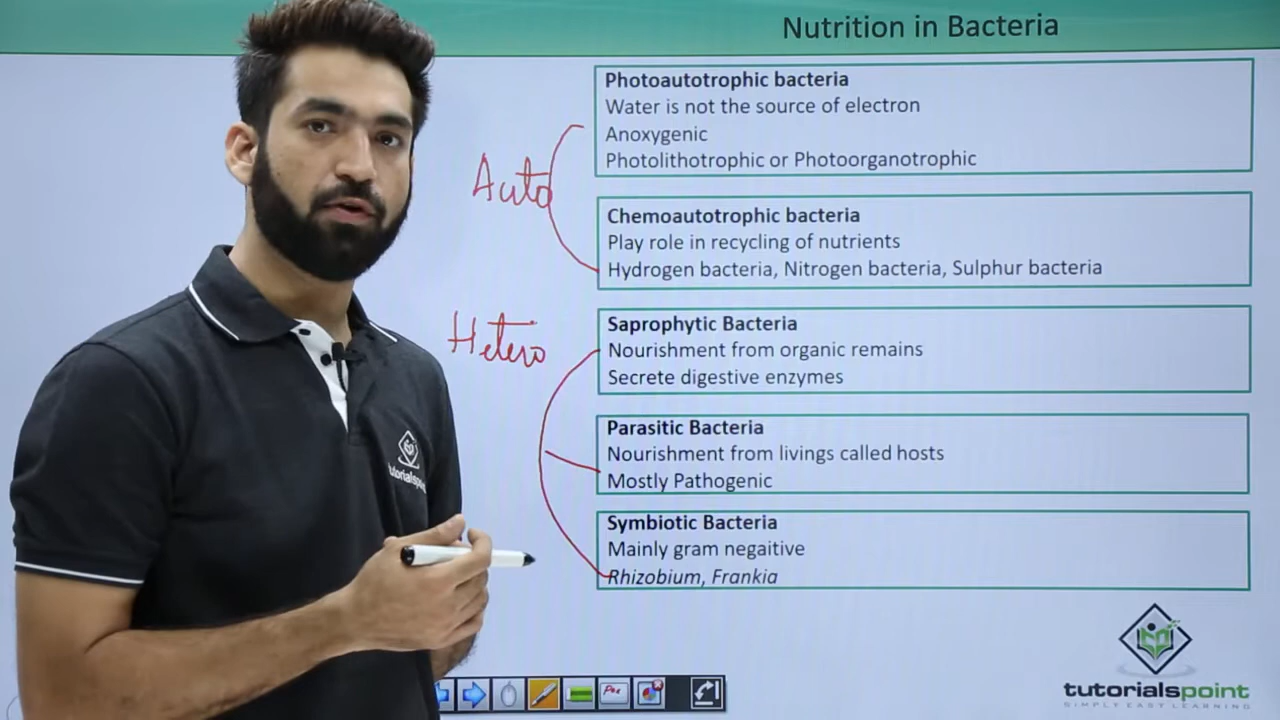 Nutrition in Bacteria
Photoautotrophic bacteria
Water is not the source of electron
Anoxygenic
Photolithotrophic or Photoorganotrophic
Auto
Chemoautotrophic bacteria
Play role in recycling of nutrients
Hydrogen bacteria, Nitrogen bacteria, Sulphur bacteria
Hetero
Saprophytic Bacteria
Nourishment from organic remains
Secrete digestive enzymes
Parasitic Bacteria
Nourishment from livings called hosts
Mostly Pathogenic
Symbiotic Bacteria
Mainly gram negaitive
Rhizobium, Frankia
tutorialspoint
tutorialspoint
SIMPLY EASY LEARNING